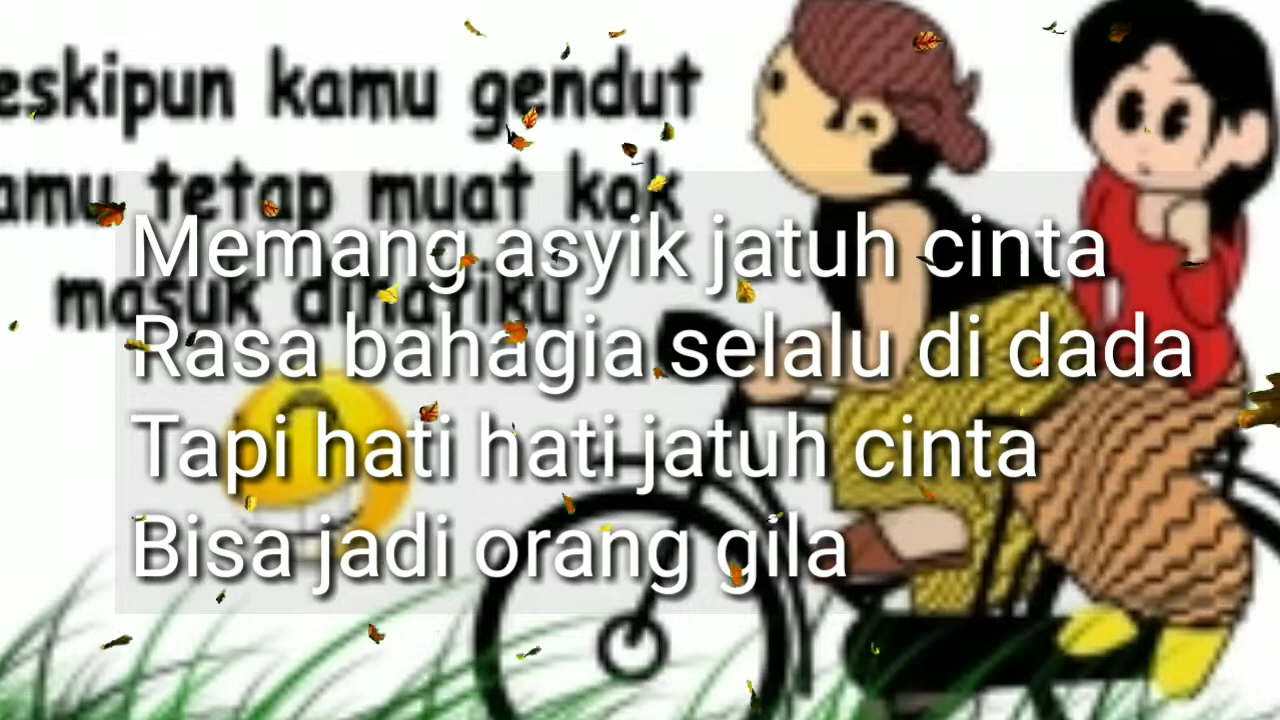 eskipun kamu gendut
amu tetap muat kok
masuk dihatiku
Memang asyik jatuh cinta
Rasa bahagia selalu di dada
Tapi hati hati jatuh cinta
Bisa jadi orang gila